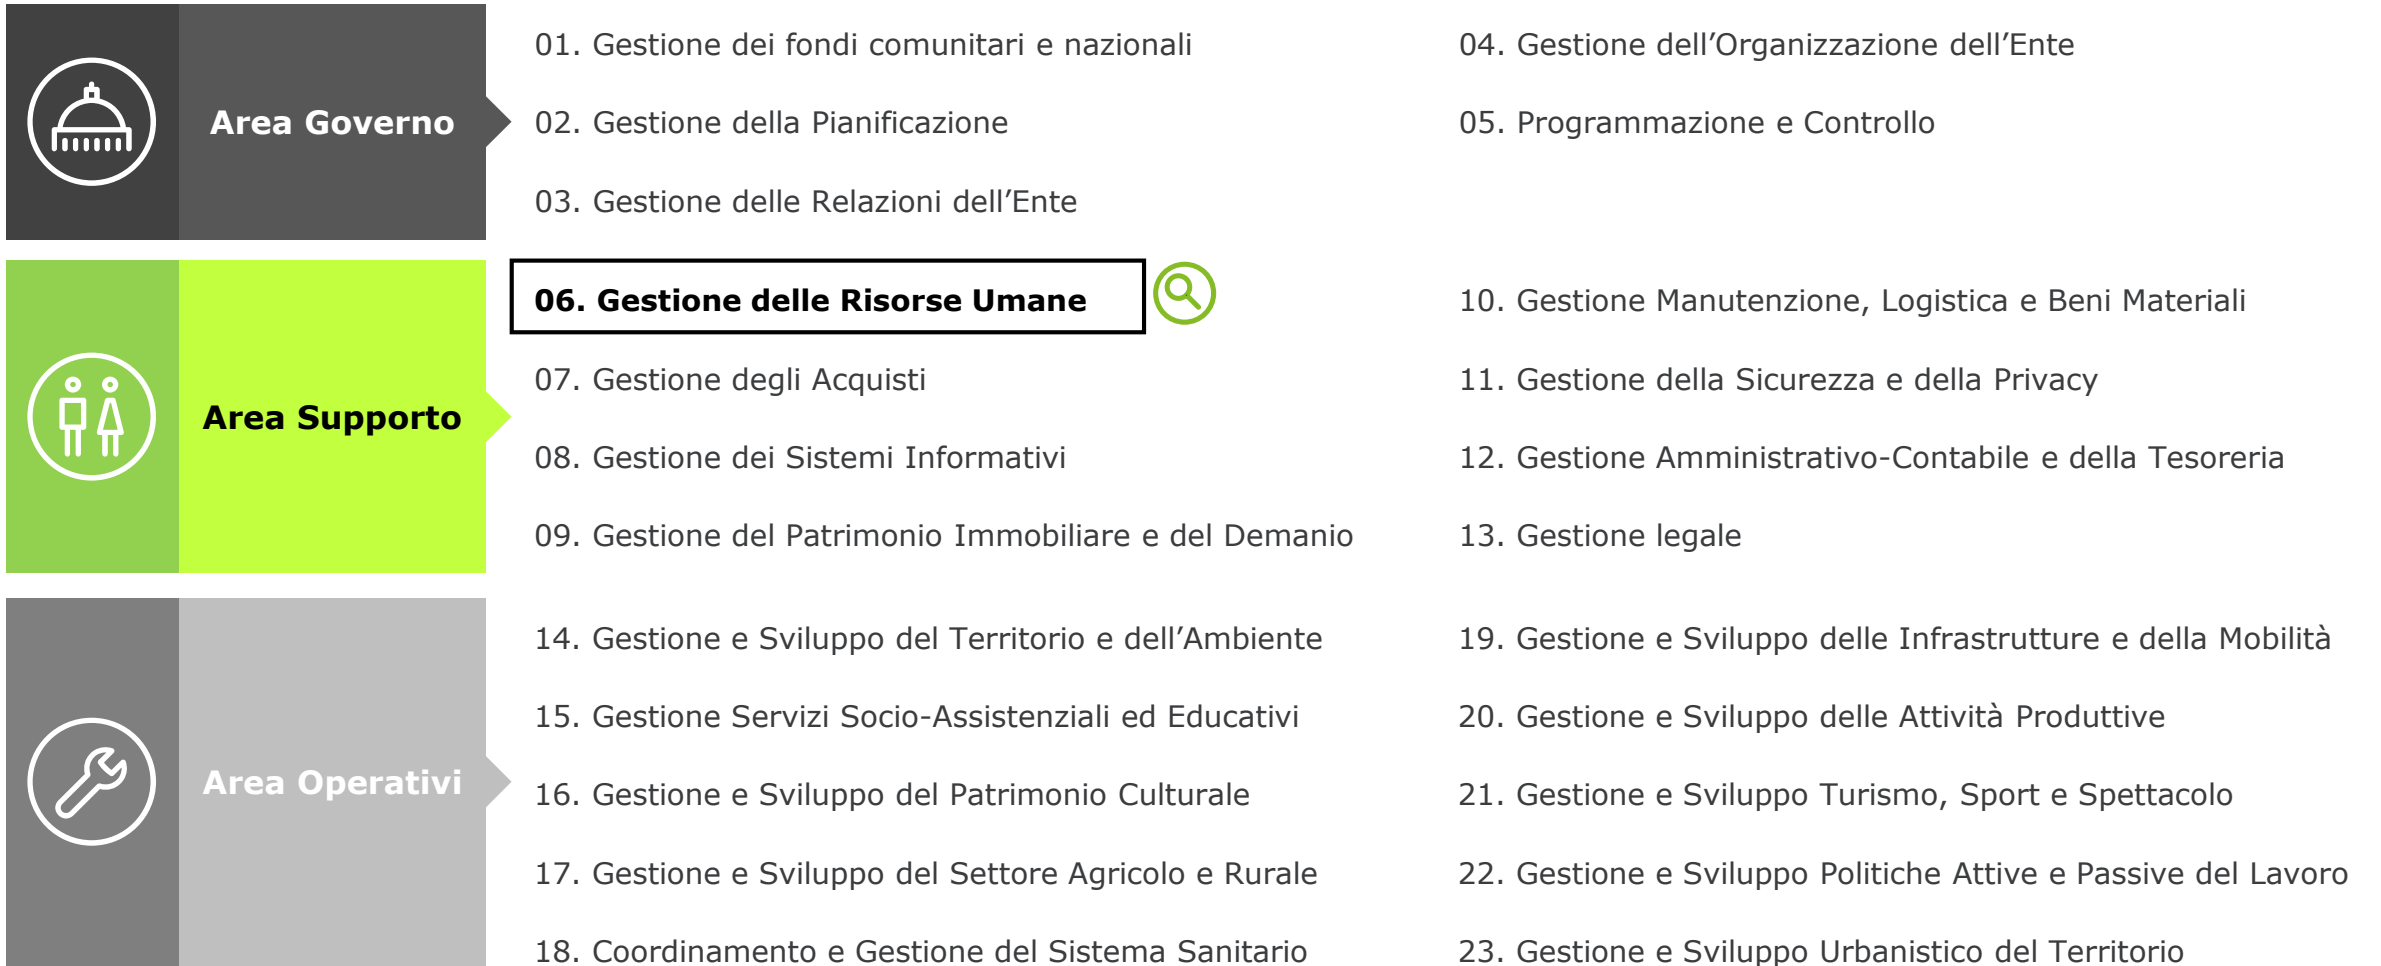 Area Governo
01. Gestione dei fondi comunitari e nazionali
02. Gestione della Pianificazione
03. Gestione delle Relazioni dell’Ente
04. Gestione dell’Organizzazione dell’Ente
05. Programmazione e Controllo
Area Supporto
06. Gestione delle Risorse Umane
07. Gestione degli Acquisti
08. Gestione dei Sistemi Informativi
09. Gestione del Patrimonio Immobiliare e del Demanio
10. Gestione Manutenzione, Logistica e Beni Materiali
11. Gestione della Sicurezza e della Privacy
12. Gestione Amministrativo-Contabile e della Tesoreria
13. Gestione legale
Area Operativi
14. Gestione e Sviluppo del Territorio e dell’Ambiente
15. Gestione Servizi Socio-Assistenziali ed Educativi
16. Gestione e Sviluppo del Patrimonio Culturale
17. Gestione e Sviluppo del Settore Agricolo e Rurale
18. Coordinamento e Gestione del Sistema Sanitario
19. Gestione e Sviluppo delle Infrastrutture e della Mobilità
20. Gestione e Sviluppo delle Attività Produttive
21. Gestione e Sviluppo Turismo, Sport e Spettacolo
22. Gestione e Sviluppo Politiche Attive e Passive del Lavoro
23. Gestione e Sviluppo Urbanistico del Territorio